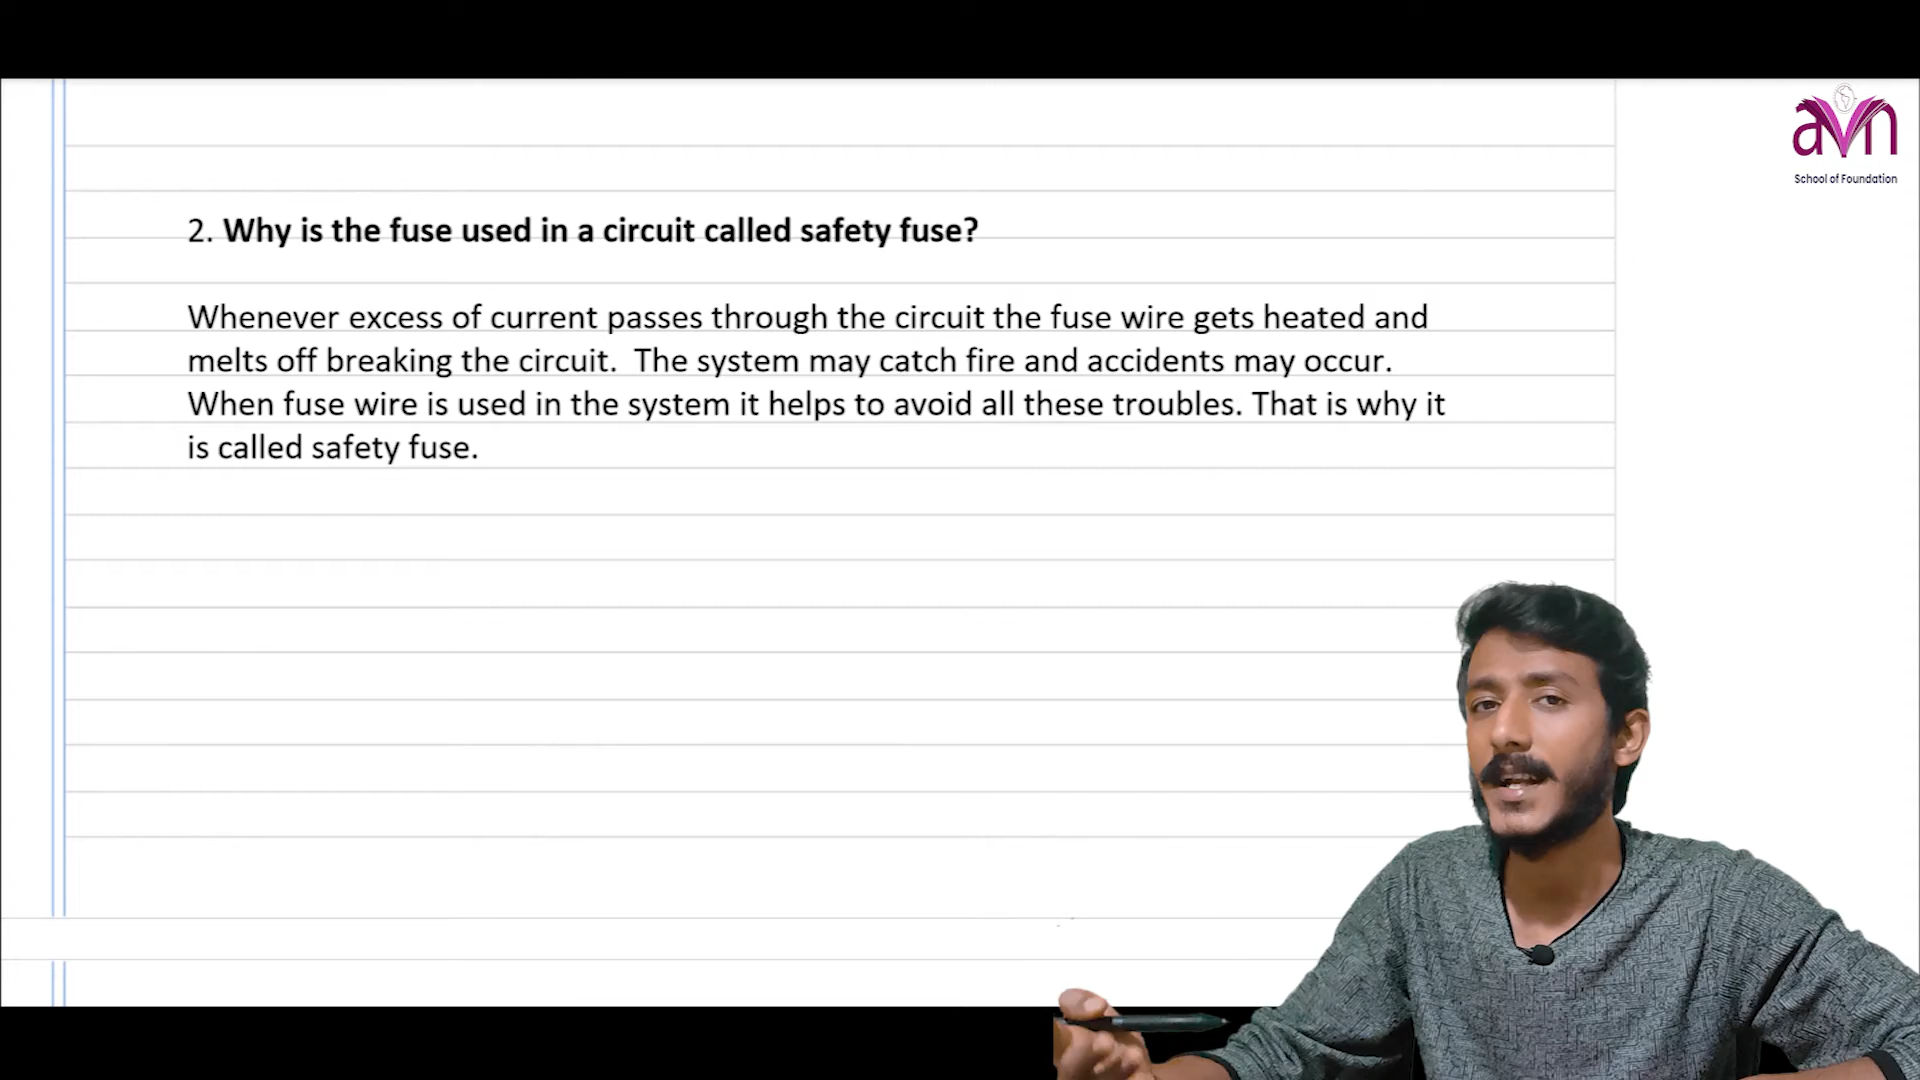 avn
School of Foundation
2. Why is the fuse used in a circuit called safety fuse?
Whenever excess of current passes through the circuit the fuse wire gets heated and
melts off breaking the circuit.  The system may catch fire and accidents may occur.
When fuse wire is used in the system it helps to avoid all these troubles. That is why it
is called safety fuse.